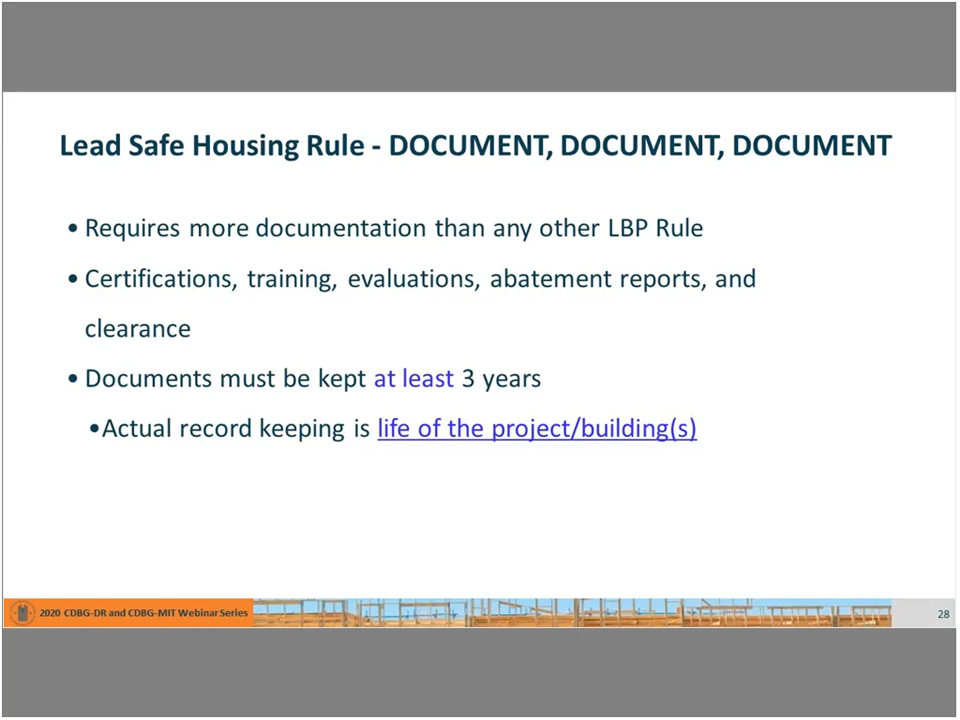 Lead Safe Housing Rule - DOCUMENT, DOCUMENT, DOCUMENT
• Requires more documentation than any other LBP Rule
• Certifications, training, evaluations, abatement reports, and
clearance
• Documents must be kept at least 3 years
•Actual record keeping is life of the project/building(s)
2020 CDBG-DR and CDBG-MIT Webinar Series
28